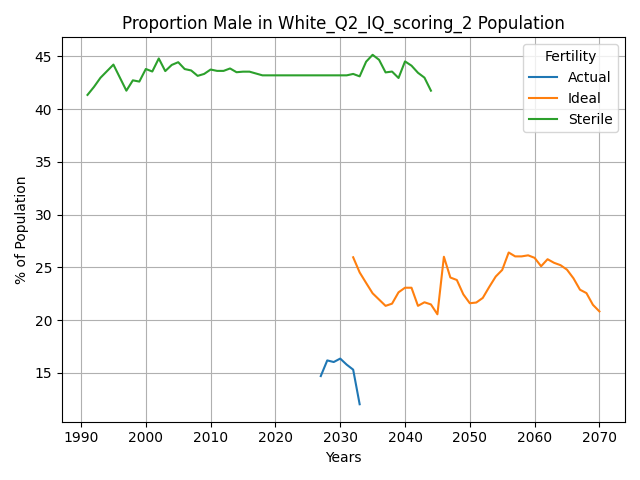 Proportion Male in White_Q2_IQ_scoring_2 Population
% of Population
45
40
35
30
25
20
15
Fertility
Actual
Ideal
Sterile
1990 2000 2010 2020 2030 2040 2050 2060 2070
Years